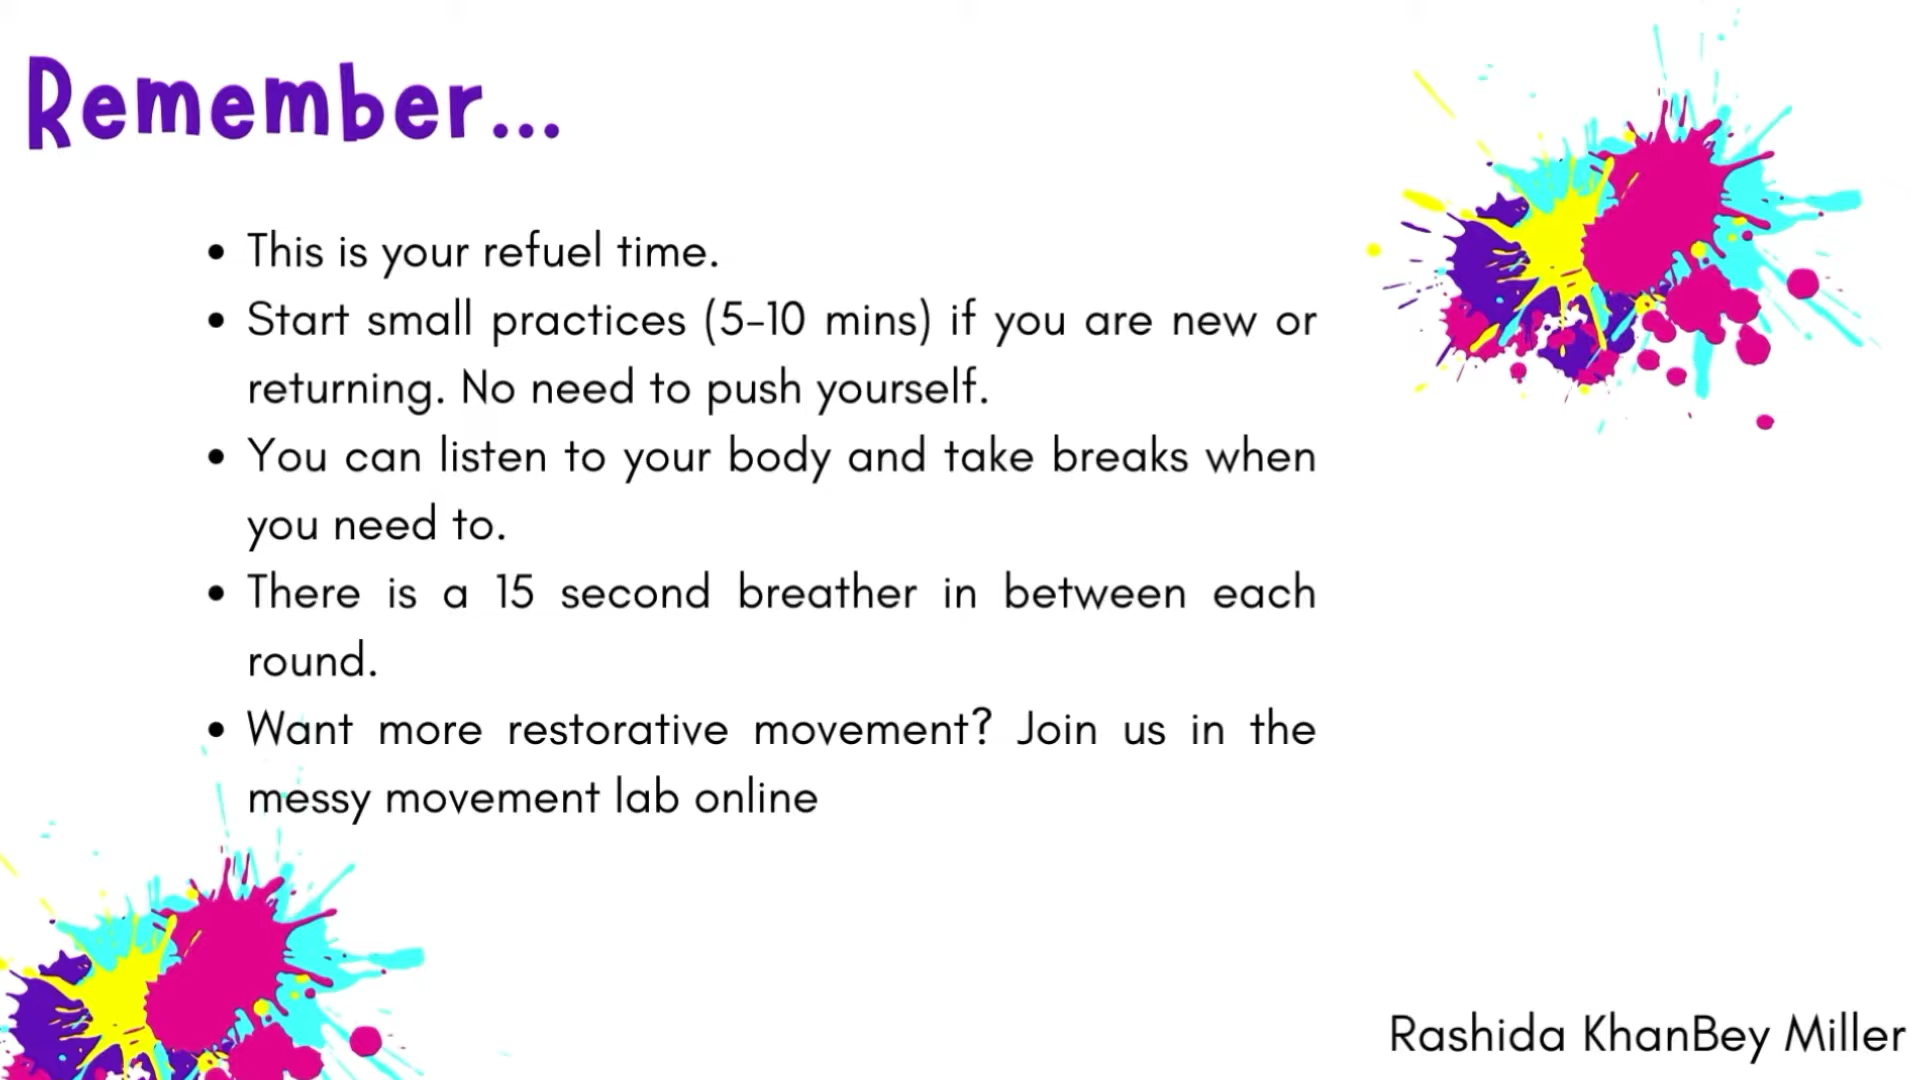 Remember...
• This is your refuel time.
• Start small practices (5-10 mins) if you are new or
returning. No need to push yourself.
• You can listen to your body and take breaks when
you need to.
• There is a 15 second breather in between each
round.
• Want more restorative movement? Join us in the
messy movement lab online
Rashida KhanBey Miller